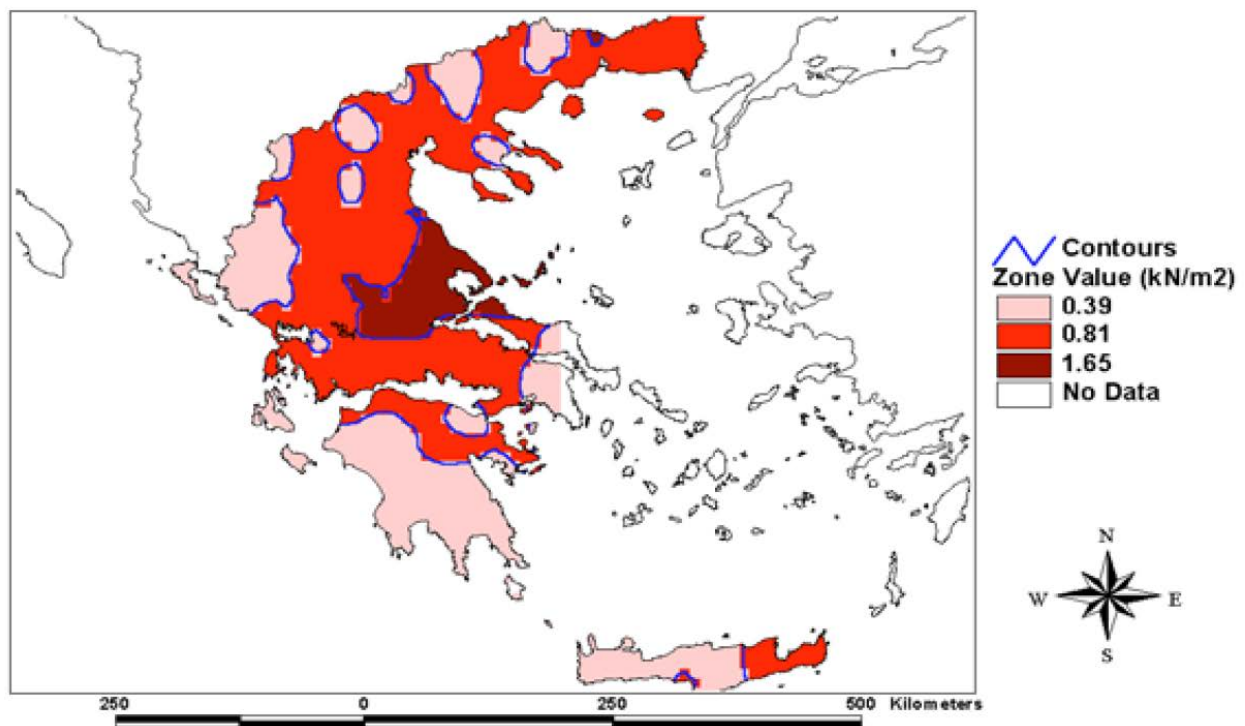 Contours
Zone Value (kN/m2)
0.39
0.81
1.65
No Data
N
W E
S
250 0 250 500 Kilometers